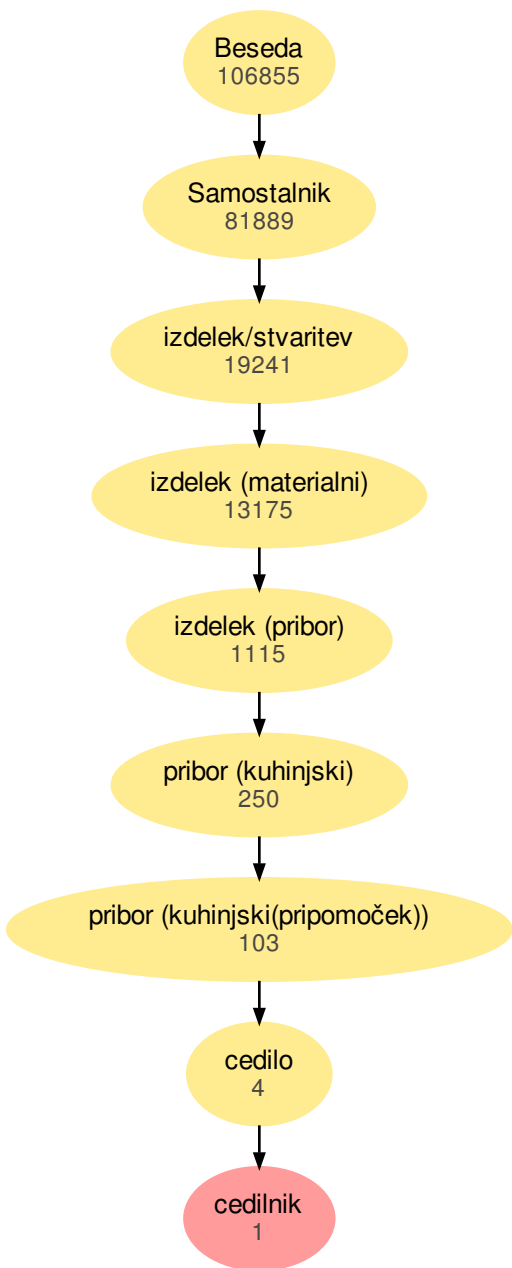 Beseda
106855
Samostalnik
81889
izdelek/stvaritev
19241
izdelek (materialni)
13175
izdelek (pribor)
1115
pribor (kuhinjski)
250
pribor (kuhinjski(pripomoček))
103
cedilo
4
cedilnik
1